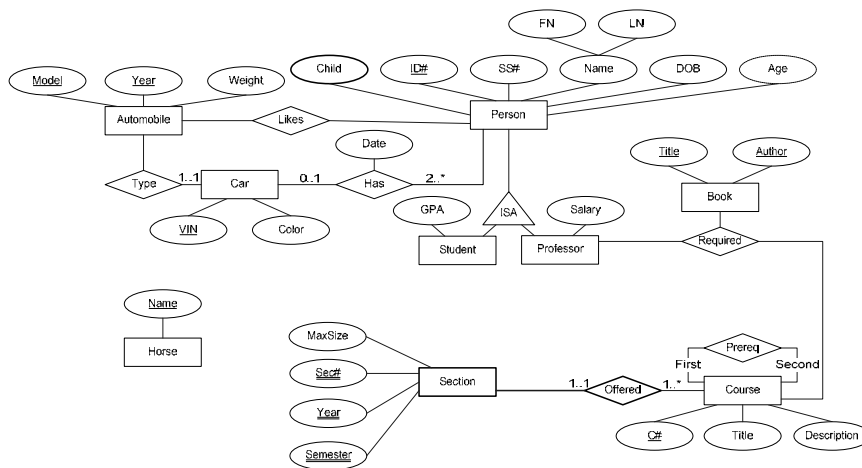 FN
LN
Model
Year
Weight
Child
ID#
SS#
Name
DOB
Age
Automobile
Likes
Person
Date
Title
Author
Type
1..1
Car
0..1
Has
2..*
Book
GPA
ISA
Salary
VIN
Color
Student
Professor
Required
Name
Horse
MaxSize
Prereq
First
Second
Sec#
Section
1..1
Offered
1..*
Course
Year
C#
Title
Description
Semester